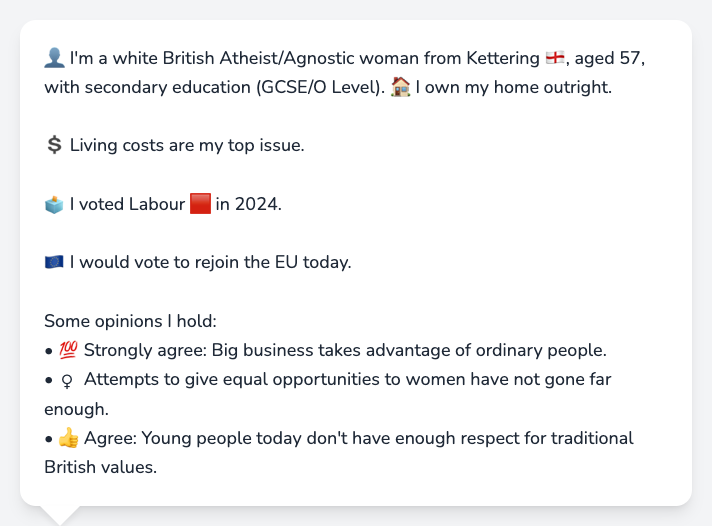 👤 I'm a white British Atheist/Agnostic woman from Kettering 🏴󠁧󠁢󠁥󠁮󠁧󠁿, aged 57,
with secondary education (GCSE/O Level). 🏠 I own my home outright.
💲 Living costs are my top issue.
🗳️ I voted Labour 🟥 in 2024.
🇪🇺 I would vote to rejoin the EU today.
Some opinions I hold:
• 💯 Strongly agree: Big business takes advantage of ordinary people.
• ♀ Attempts to give equal opportunities to women have not gone far
enough.
• 👍 Agree: Young people today don't have enough respect for traditional
British values.